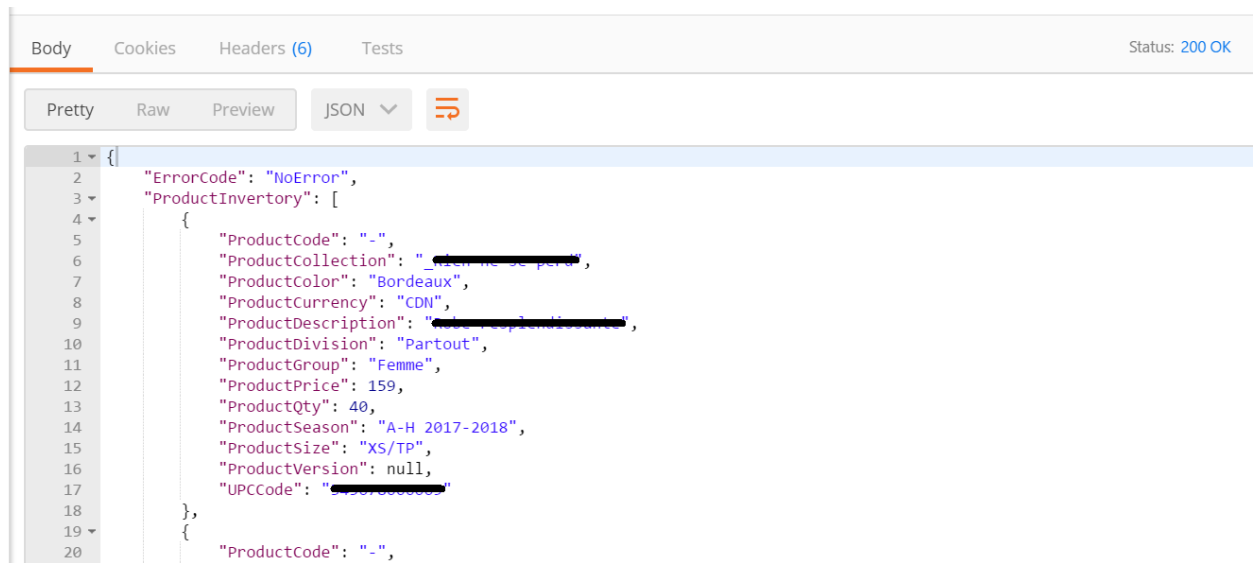 Body Cookies Headers (6) Tests Status: 200 OK
Pretty Raw Preview JSON
1 {
2 "ErrorCode": "NoError",
3 "ProductInvertory": [
4 {
5 "ProductCode": "-",
6 "ProductCollection": "_ ",
7 "ProductColor": "Bordeaux",
8 "ProductCurrency": "CDN",
9 "ProductDescription": " ",
10 "ProductDivision": "Partout",
11 "ProductGroup": "Femme",
12 "ProductPrice": 159,
13 "ProductQty": 40,
14 "ProductSeason": "A-H 2017-2018",
15 "ProductSize": "XS/TP",
16 "ProductVersion": null,
17 "UPCCode": " "
18 },
19 {
20 "ProductCode": "-",